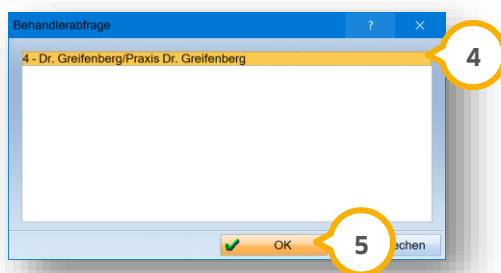 Behandlerabfrage ? ×
4 - Dr. Greifenberg/Praxis Dr. Greifenberg
4
OK
5
echen